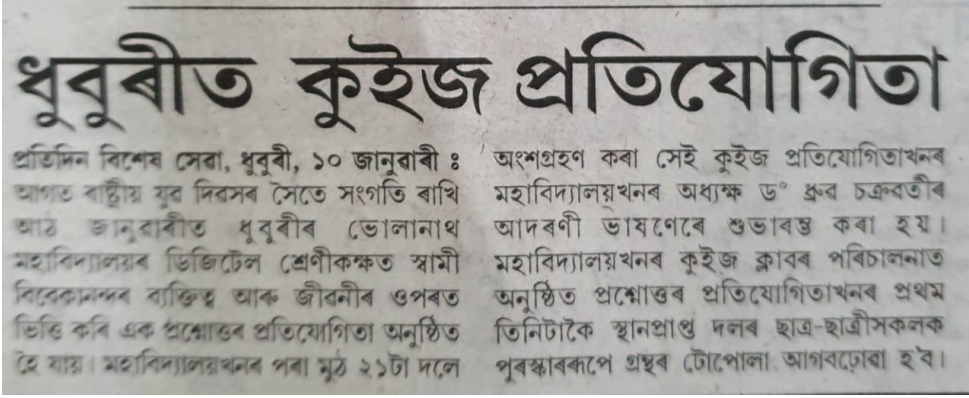 ধুবুৰীত কুইজ প্ৰতিযোগিতা
প্ৰতিদিন বিশেষ সেৱা, ধুবুৰী, ১০ জানুৱাৰী ঃ
আগত ৰাষ্ট্ৰীয় যুৱ দিৱসৰ সৈতে সংগতি ৰাখি
আঠ জানুৱাৰীত ধুবুৰীৰ ভোলানাথ
মহাবিদ্যালয়ৰ ডিজিটেল শ্ৰেণীকক্ষত স্বামী
বিবেকানন্দৰ ব্যক্তিত্ব আৰু জীৱনীৰ ওপৰত
ভিত্তি কৰি এক প্ৰশ্নোত্তৰ প্ৰতিযোগিতা অনুষ্ঠিত
হৈ যায়। মহাবিদ্যালয়খনৰ পৰা মুঠ ২১টা দলে
অংশগ্ৰহণ কৰা সেই কুইজ প্ৰতিযোগিতাখনৰ
মহাবিদ্যালয়খনৰ অধ্যক্ষ ড° ধ্ৰুৱ চক্ৰৱৰ্তীৰ
আদৰণী ভাষণেৰে শুভাৰম্ভ কৰা হয়।
মহাবিদ্যালয়খনৰ কুইজ ক্লাবৰ পৰিচালনাত
অনুষ্ঠিত প্ৰশ্নোত্তৰ প্ৰতিযোগিতাখনৰ প্ৰথম
তিনিটাকৈ স্থানপ্ৰাপ্ত দলৰ ছাত্ৰ-ছাত্ৰীসকলক
পুৰস্কাৰৰূপে গ্ৰন্থৰ টোপোলা আগবঢ়োৱা হ'ব।